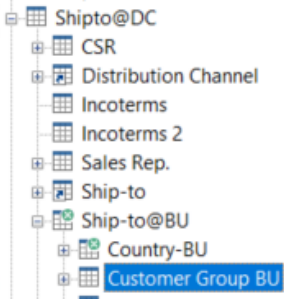 Shipto@DC
CSR
Distribution Channel
Incoterms
Incoterms 2
Sales Rep.
Ship-to
Ship-to@BU
Country-BU
Customer Group BU